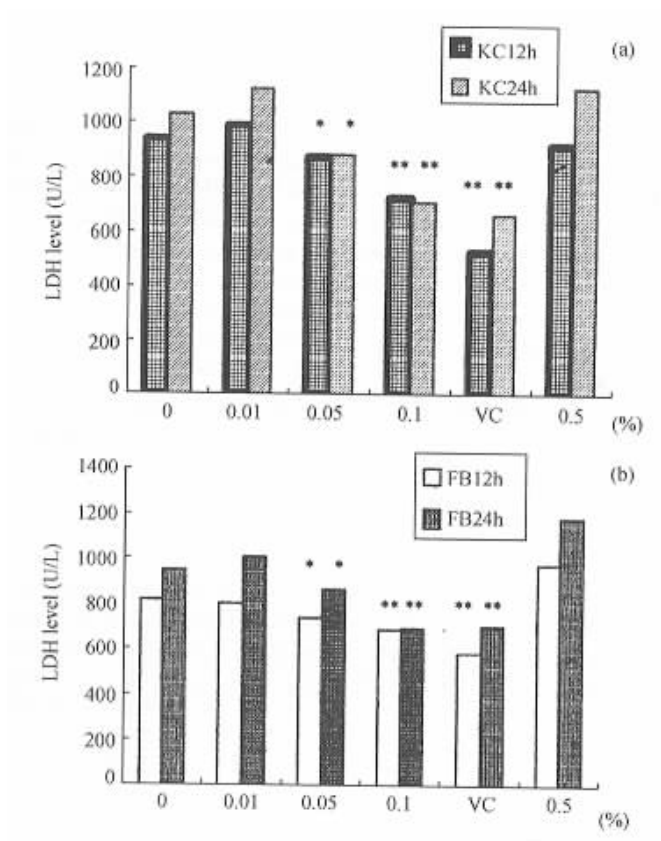 (a)
KC12h
KC24h
1200
1000
800
600
400
200
0
LDH level (U/L)
* *
** **
** **
0 0.01 0.05 0.1 VC 0.5
(%)
(b)
FB12h
FB24h
1400
1200
1000
800
600
400
200
0
LDH level (U/L)
* *
** **
** **
0 0.01 0.05 0.1 VC 0.5
(%)